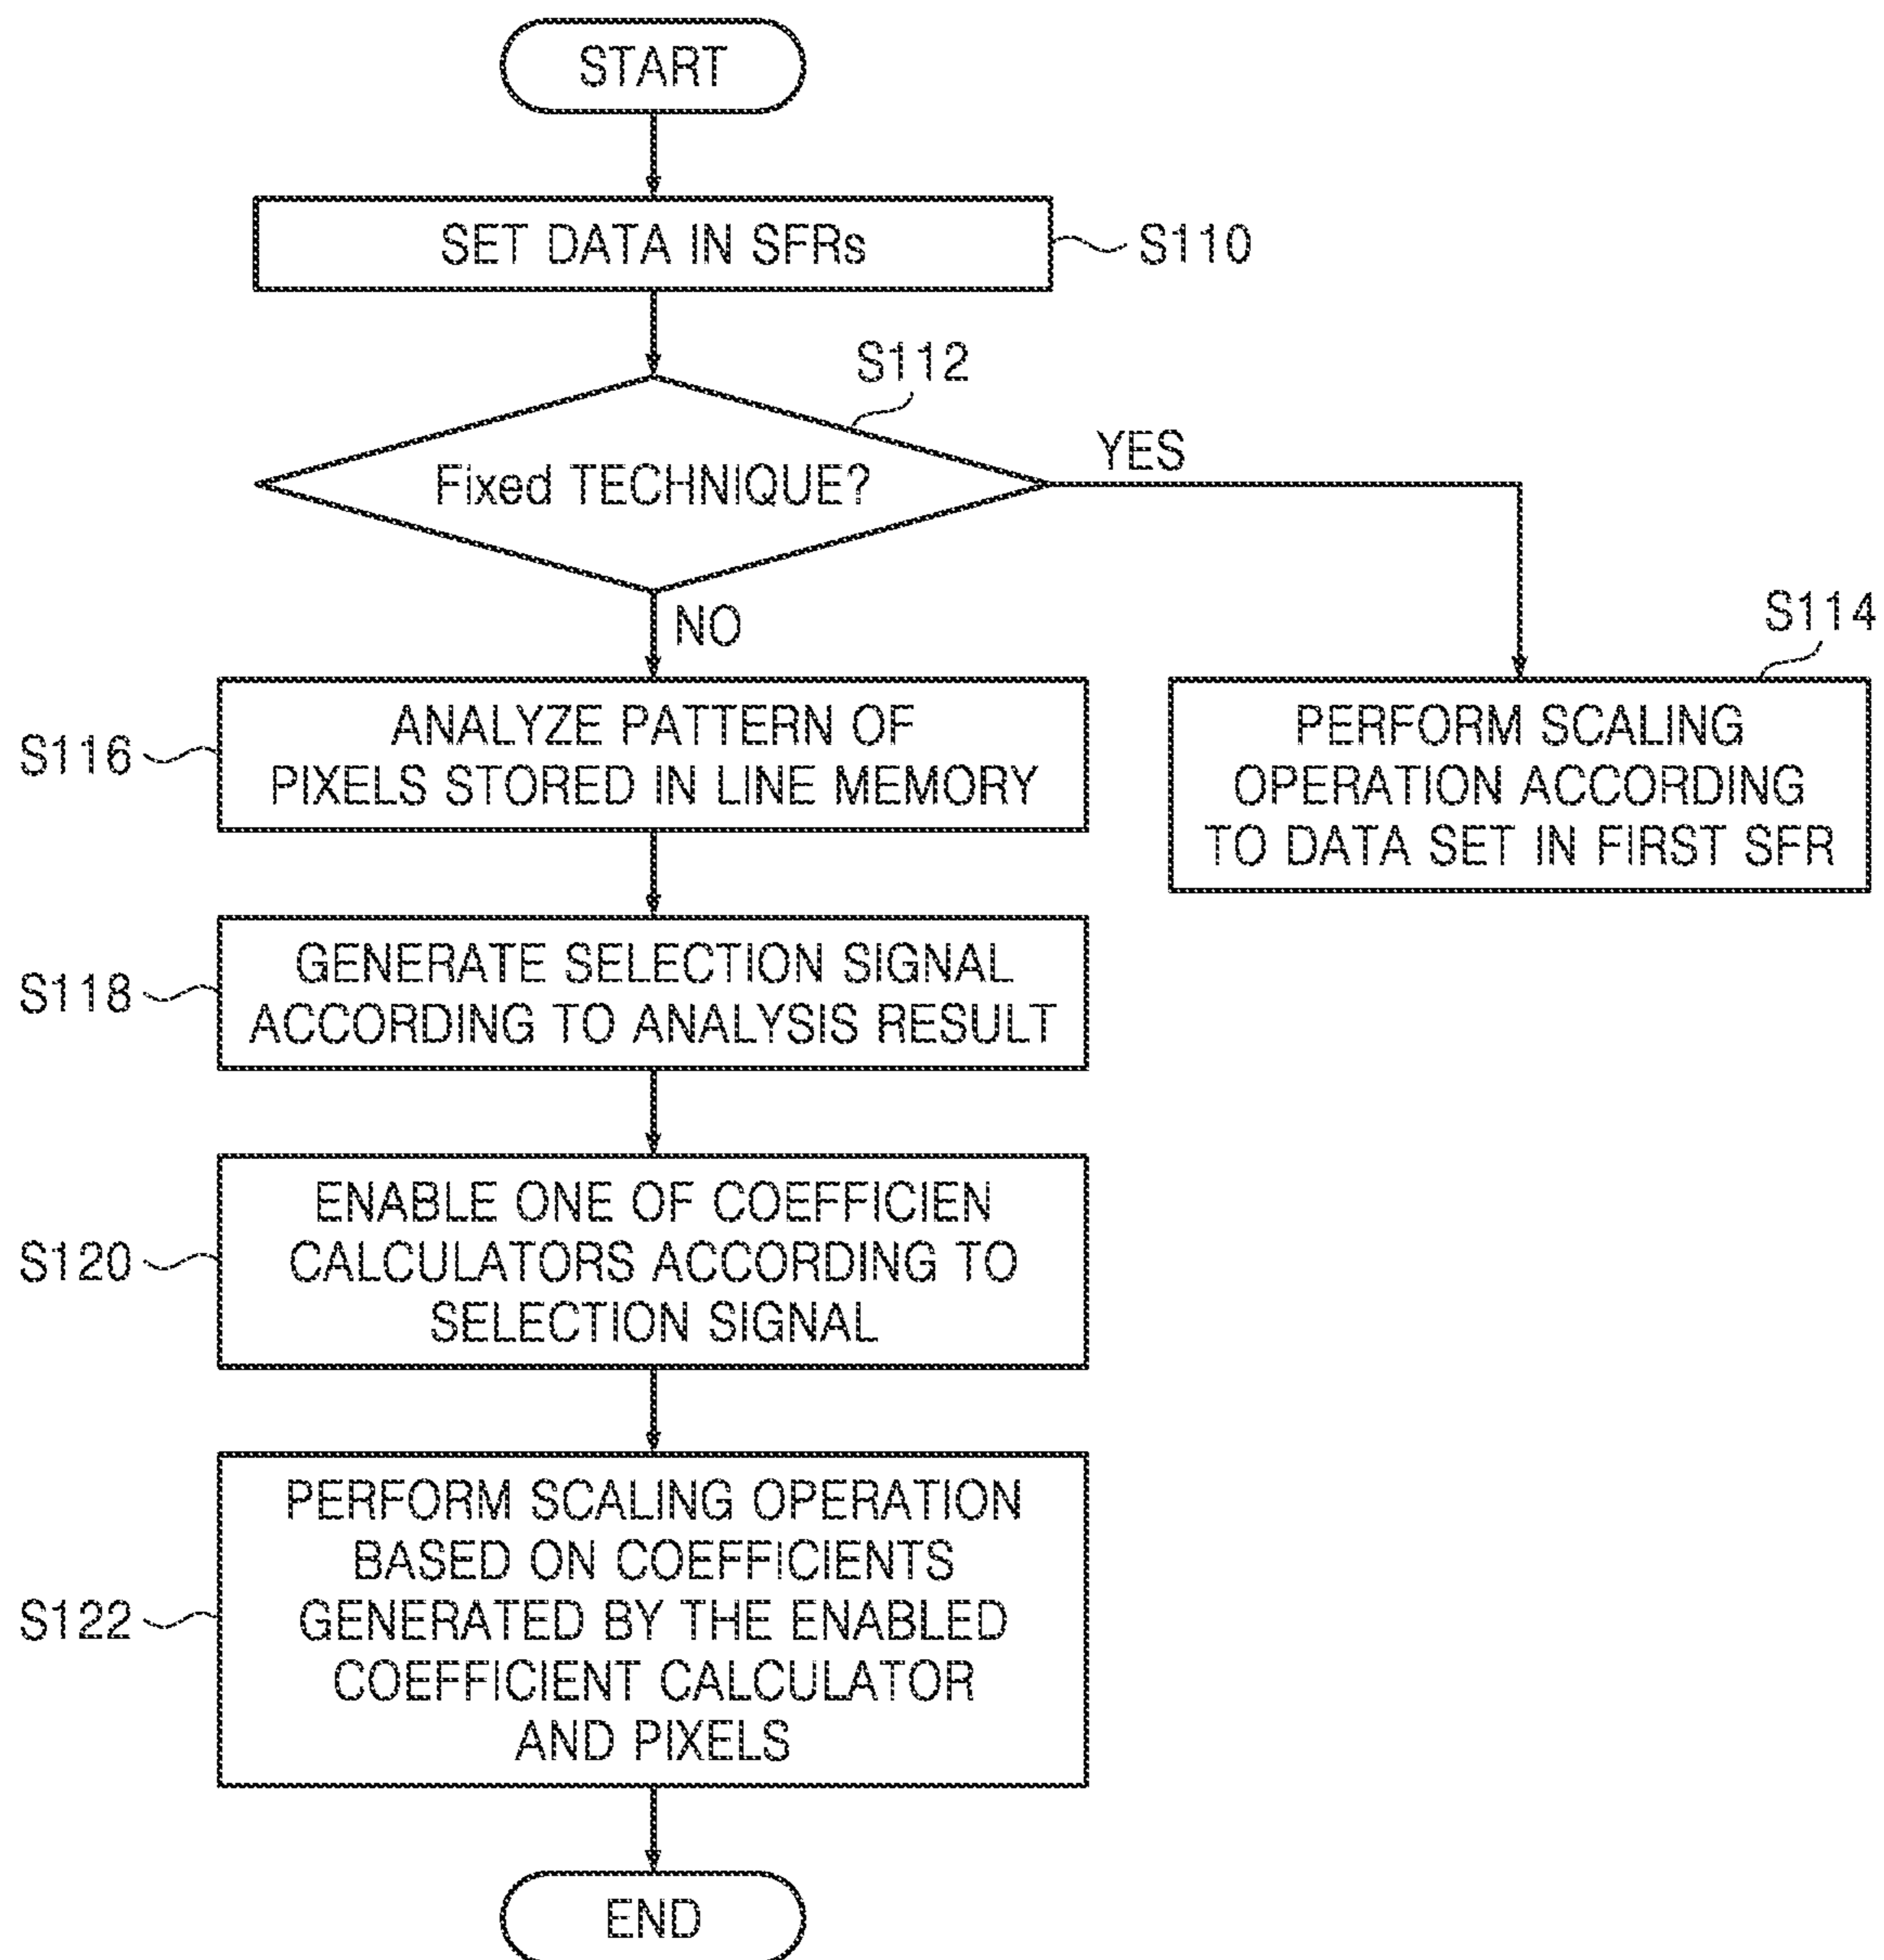 START
SET DATA IN SFRs
S110
S112
Fixed TECHNIQUE?
YES
NO
S114
S116
ANALYZE PATTERN OF
PIXELS STORED IN LINE MEMORY
PERFORM SCALING
OPERATION ACCORDING
TO DATA SET IN FIRST SFR
S118
GENERATE SELECTION SIGNAL
ACCORDING TO ANALYSIS RESULT
S120
ENABLE ONE OF COEFFICIEN
CALCULATORS ACCORDING TO
SELECTION SIGNAL
S122
PERFORM SCALING OPERATION
BASED ON COEFFICIENTS
GENERATED BY THE ENABLED
COEFFICIENT CALCULATOR
AND PIXELS
END